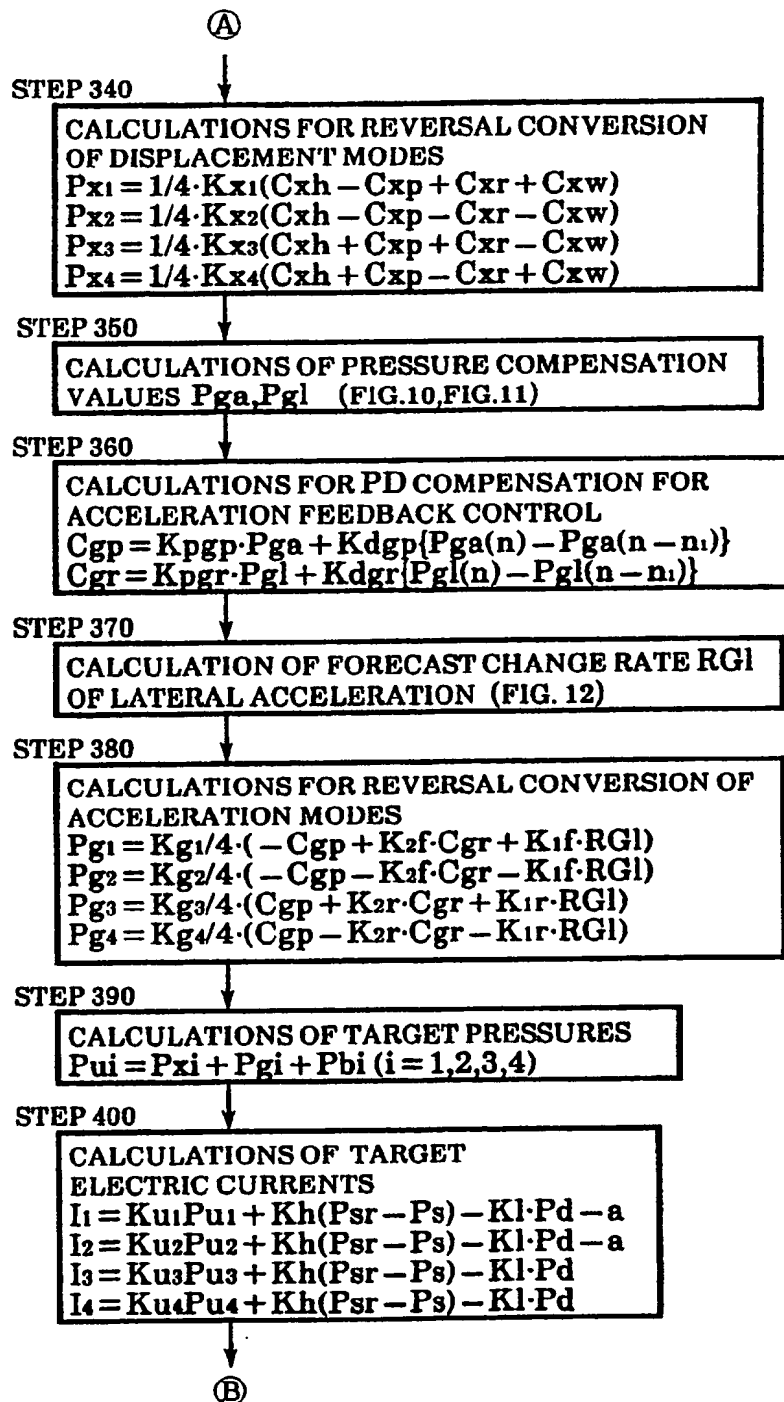 Ⓐ
STEP 340
CALCULATIONS FOR REVERSAL CONVERSION
OF DISPLACEMENT MODES
Px1 = 1/4·Kx1(Cxh − Cxp + Cxr + Cxw)
Px2 = 1/4·Kx2(Cxh − Cxp − Cxr − Cxw)
Px3 = 1/4·Kx3(Cxh + Cxp + Cxr − Cxw)
Px4 = 1/4·Kx4(Cxh + Cxp − Cxr + Cxw)
STEP 350
CALCULATIONS OF PRESSURE COMPENSATION
VALUES Pga,Pgl (FIG.10,FIG.11)
STEP 360
CALCULATIONS FOR PD COMPENSATION FOR
ACCELERATION FEEDBACK CONTROL
Cgp = Kpgp·Pga + Kdgp{Pga(n) − Pga(n − n1)}
Cgr = Kpgr·Pgl + Kdgr{Pgl(n) − Pgl(n − n1)}
STEP 370
CALCULATION OF FORECAST CHANGE RATE RGl
OF LATERAL ACCELERATION (FIG. 12)
STEP 380
CALCULATIONS FOR REVERSAL CONVERSION OF
ACCELERATION MODES
Pg1 = Kg1/4·(−Cgp + K2f·Cgr + K1f·RGl)
Pg2 = Kg2/4·(−Cgp − K2f·Cgr − K1f·RGl)
Pg3 = Kg3/4·(Cgp + K2r·Cgr + K1r·RGl)
Pg4 = Kg4/4·(Cgp − K2r·Cgr − K1r·RGl)
STEP 390
CALCULATIONS OF TARGET PRESSURES
Pui = Pxi + Pgi + Pbi (i = 1,2,3,4)
STEP 400
CALCULATIONS OF TARGET
ELECTRIC CURRENTS
I1 = Ku1Pu1 + Kh(Psr − Ps) − Kl·Pd − a
I2 = Ku2Pu2 + Kh(Psr − Ps) − Kl·Pd − a
I3 = Ku3Pu3 + Kh(Psr − Ps) − Kl·Pd
I4 = Ku4Pu4 + Kh(Psr − Ps) − Kl·Pd
Ⓑ